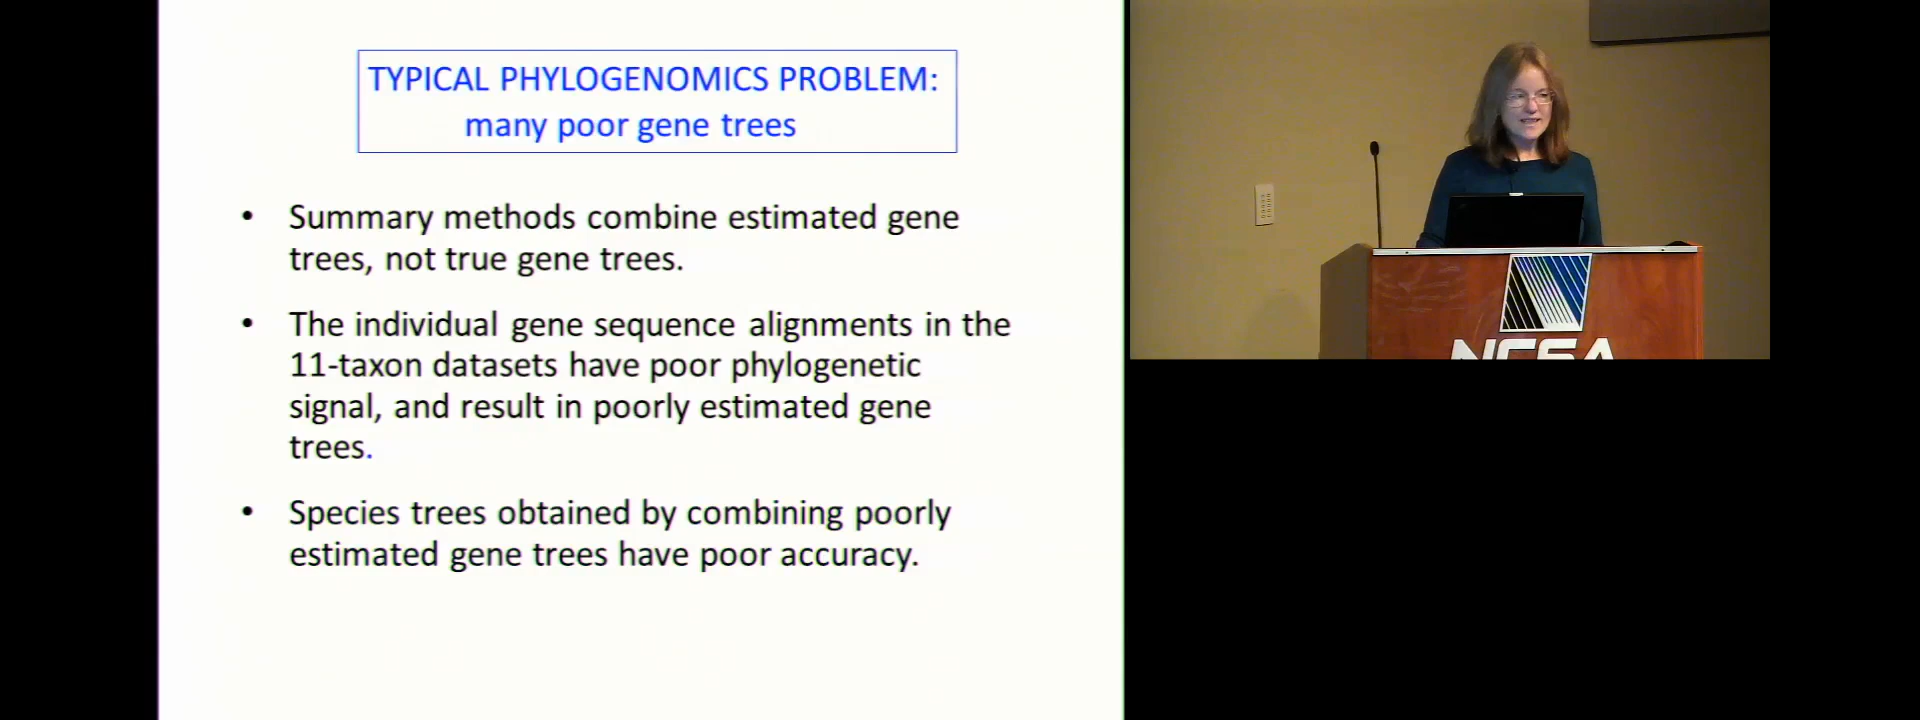 TYPICAL PHYLOGENOMICS PROBLEM:
many poor gene trees
• Summary methods combine estimated gene
trees, not true gene trees.
• The individual gene sequence alignments in the
11-taxon datasets have poor phylogenetic
signal, and result in poorly estimated gene
trees.
• Species trees obtained by combining poorly
estimated gene trees have poor accuracy.
NCSA